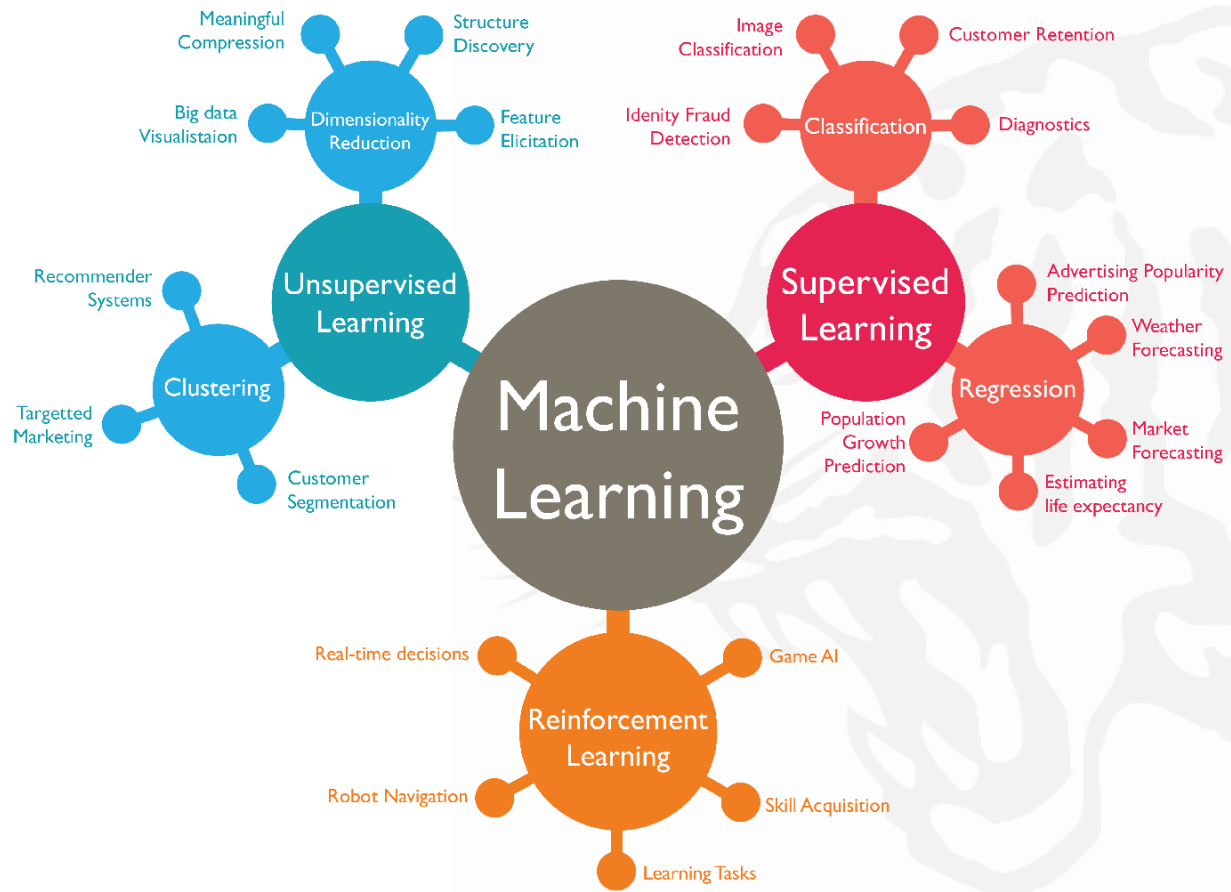 Meaningful
Compression
Structure
Discovery
Big data
Visualistaion
Dimensionality
Reduction
Feature
Elicitation
Unsupervised
Learning
Recommender
Systems
Clustering
Targetted
Marketing
Customer
Segmentation
Machine
Learning
Image
Classification
Customer Retention
Idenity Fraud
Detection
Classification
Diagnostics
Supervised
Learning
Advertising Popularity
Prediction
Weather
Forecasting
Regression
Population
Growth
Prediction
Market
Forecasting
Estimating
life expectancy
Real-time decisions
Game AI
Reinforcement
Learning
Robot Navigation
Skill Acquisition
Learning Tasks